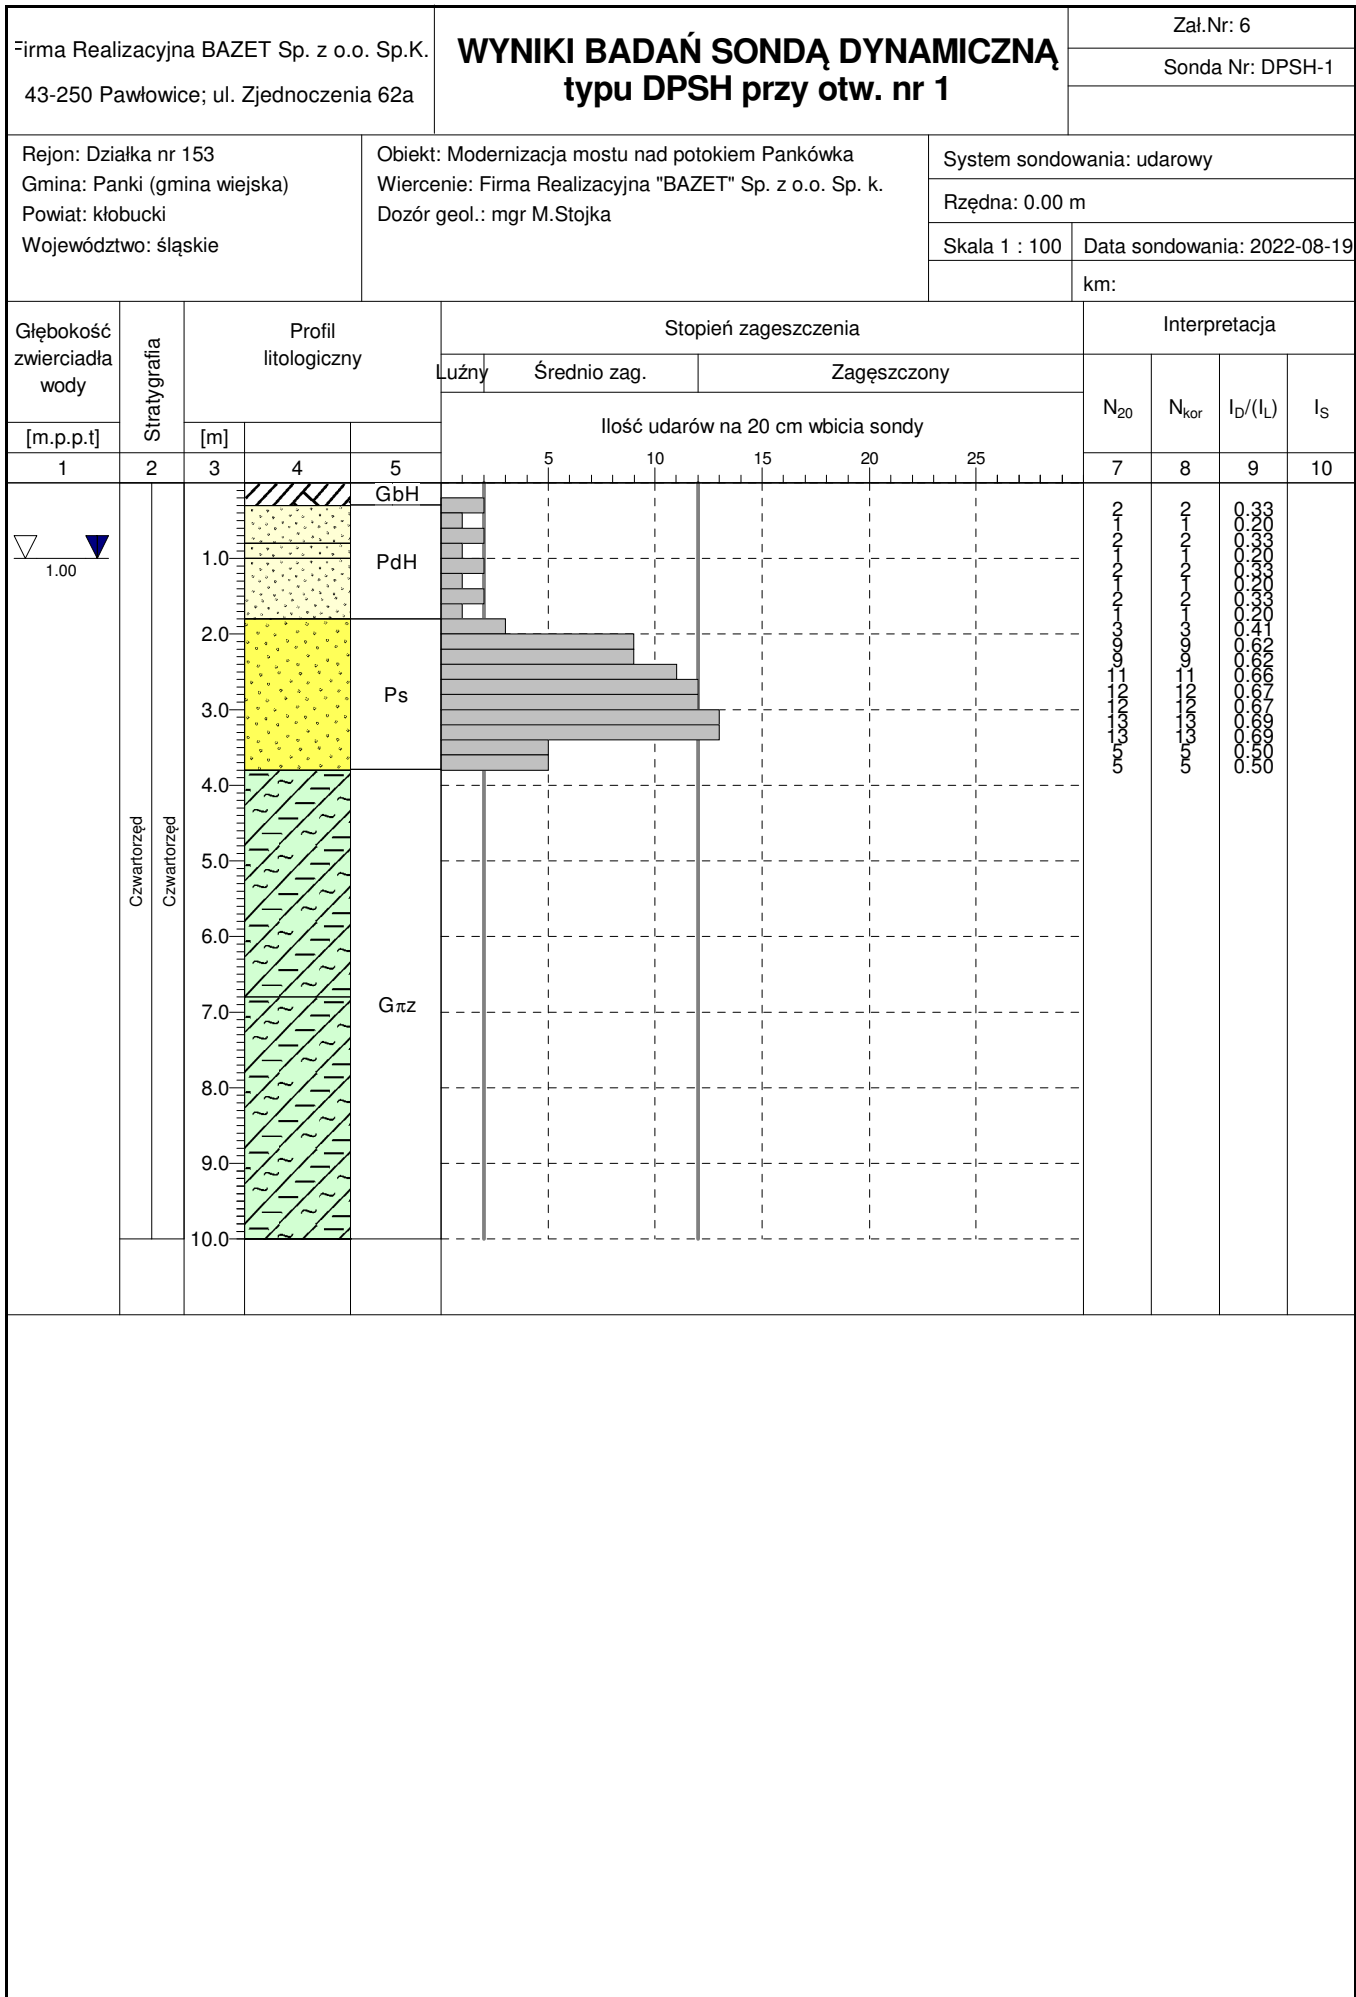 Firma Realizacyjna BAZET Sp. z o.o. Sp.K.
43-250 Pawłowice; ul. Zjednoczenia 62a
WYNIKI BADAŃ SONDĄ DYNAMICZNĄ
typu DPSH przy otw. nr 1
Zał.Nr: 6
Sonda Nr: DPSH-1
Rejon: Działka nr 153
Gmina: Panki (gmina wiejska)
Powiat: kłobucki
Województwo: śląskie
Obiekt: Modernizacja mostu nad potokiem Pankówka
Wiercenie: Firma Realizacyjna "BAZET" Sp. z o.o. Sp. k.
Dozór geol.: mgr M.Stojka
System sondowania: udarowy
Rzędna: 0.00 m
Skala 1 : 100
Data sondowania: 2022-08-19
km:
Głębokość
zwierciadła
wody
[m.p.p.t]
Stratygrafia
Profil
litologiczny
[m]
Stopień zageszczenia
Luźny
Średnio zag.
Zagęszczony
Ilość udarów na 20 cm wbicia sondy
5 10 15 20 25
Interpretacja
N20 Nkor ID/(IL) IS
1 2 3 4 5 7 8 9 10
GbH
PdH
Ps
Gπz
1.00
Czwartorzęd
Czwartorzęd
1.0
2.0
3.0
4.0
5.0
6.0
7.0
8.0
9.0
10.0
2 2 0.33
1 1 0.20
2 2 0.33
1 1 0.20
2 2 0.33
1 1 0.20
2 2 0.33
1 1 0.20
3 3 0.41
9 9 0.62
9 9 0.62
11 11 0.66
12 12 0.67
12 12 0.67
13 13 0.69
13 13 0.69
5 5 0.50
5 5 0.50